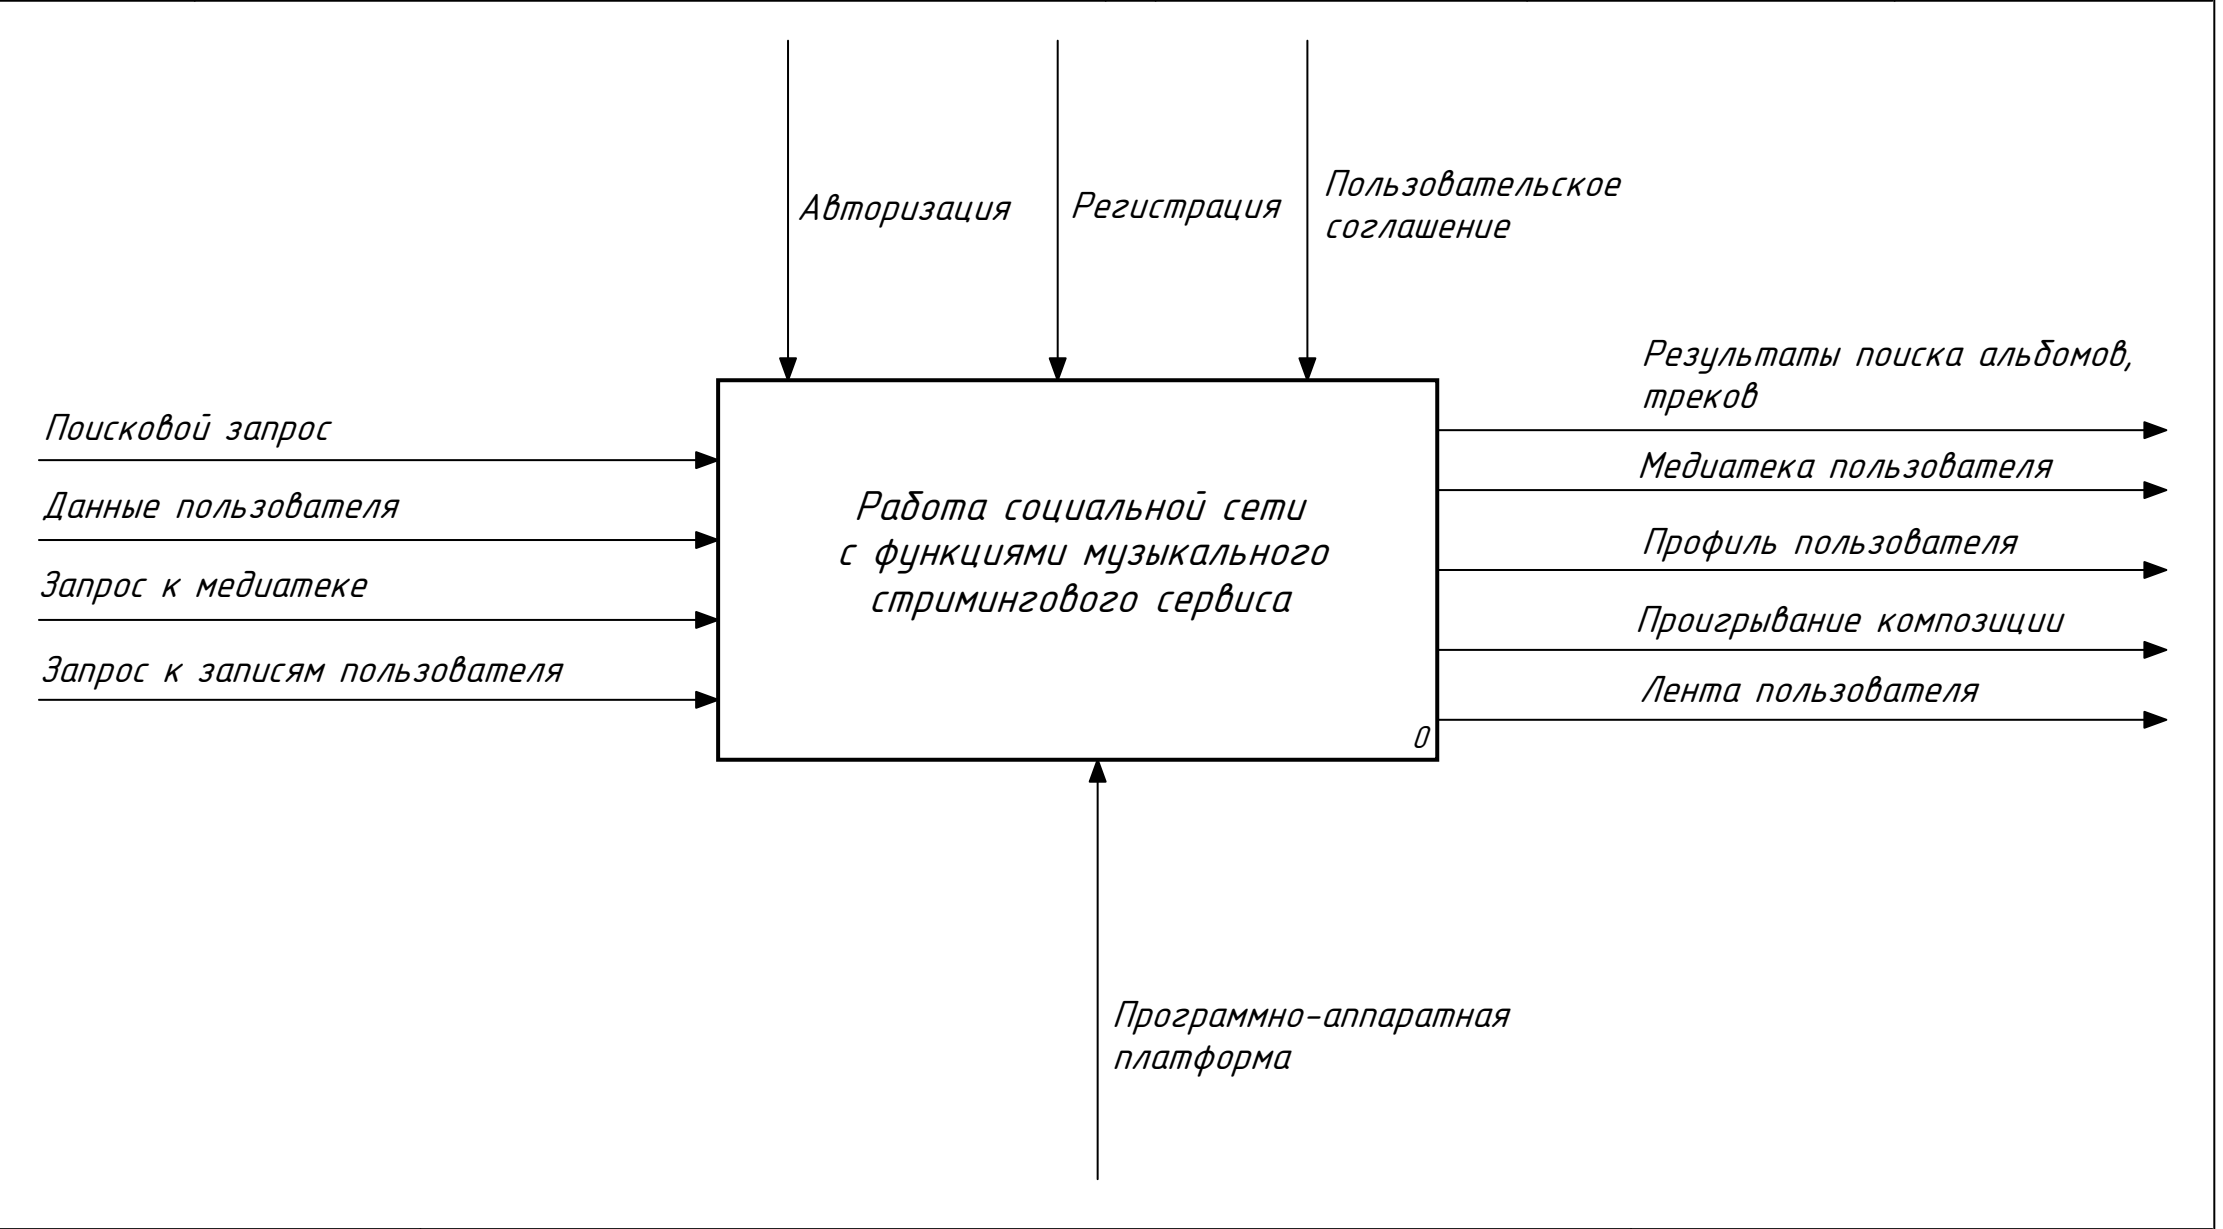 Авторизация
Регистрация
Пользовательское
соглашение
Результаты поиска альбомов,
треков
Поисковой запрос
Медиатека пользователя
Данные пользователя
Профиль пользователя
Запрос к медиатеке
Проигрывание композиции
Запрос к записям пользователя
Лента пользователя
Работа социальной сети
с функциями музыкального
стримингового сервиса
0
Программно-аппаратная
платформа